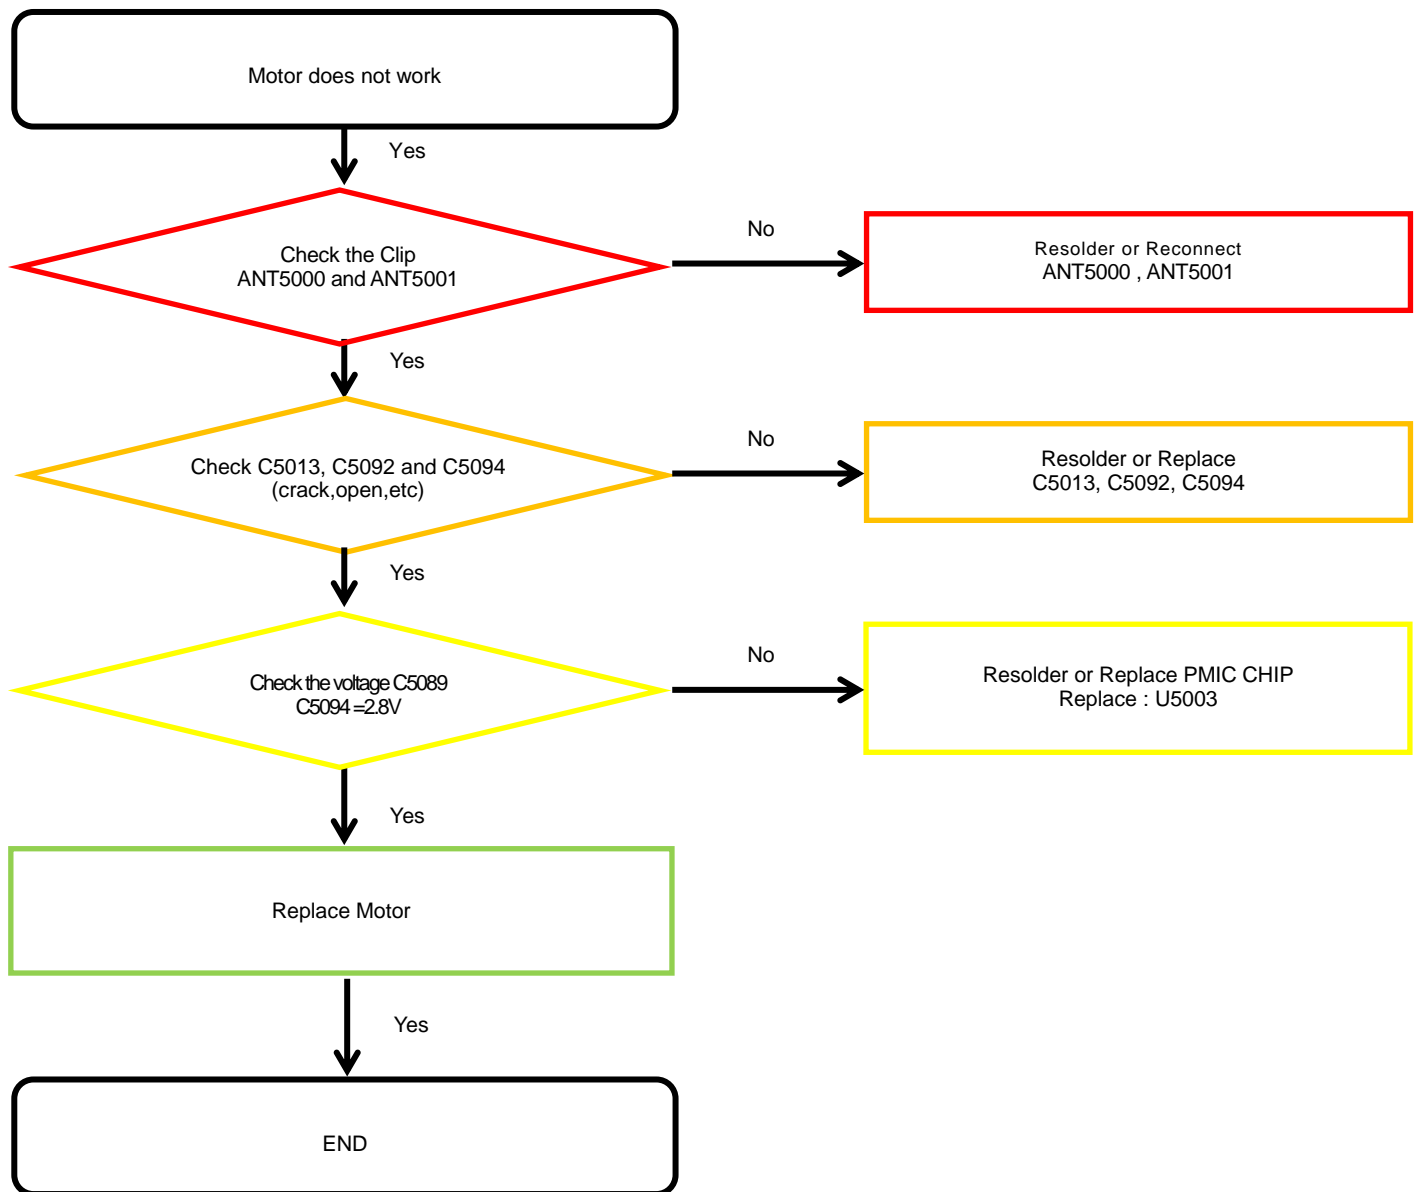 Motor does not work
Yes
Check the Clip
ANT5000 and ANT5001
No
Resolder or Reconnect
ANT5000 , ANT5001
Yes
Check C5013, C5092 and C5094
(crack,open,etc)
No
Resolder or Replace
C5013, C5092, C5094
Yes
Check the voltage C5089
C5094 =2.8V
No
Resolder or Replace PMIC CHIP
Replace : U5003
Yes
Replace Motor
Yes
END